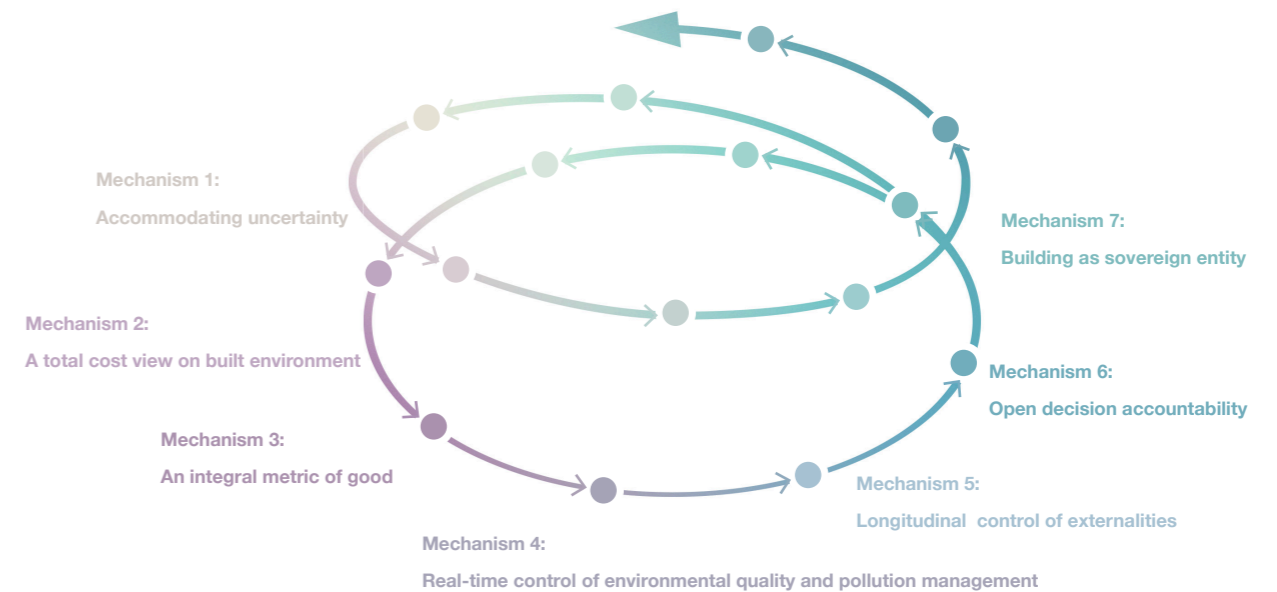 Mechanism 1:
Accommodating uncertainty
Mechanism 2:
A total cost view on built environment
Mechanism 3:
An integral metric of good
Mechanism 4:
Real-time control of environmental quality and pollution management
Mechanism 5:
Longitudinal control of externalities
Mechanism 6:
Open decision accountability
Mechanism 7:
Building as sovereign entity